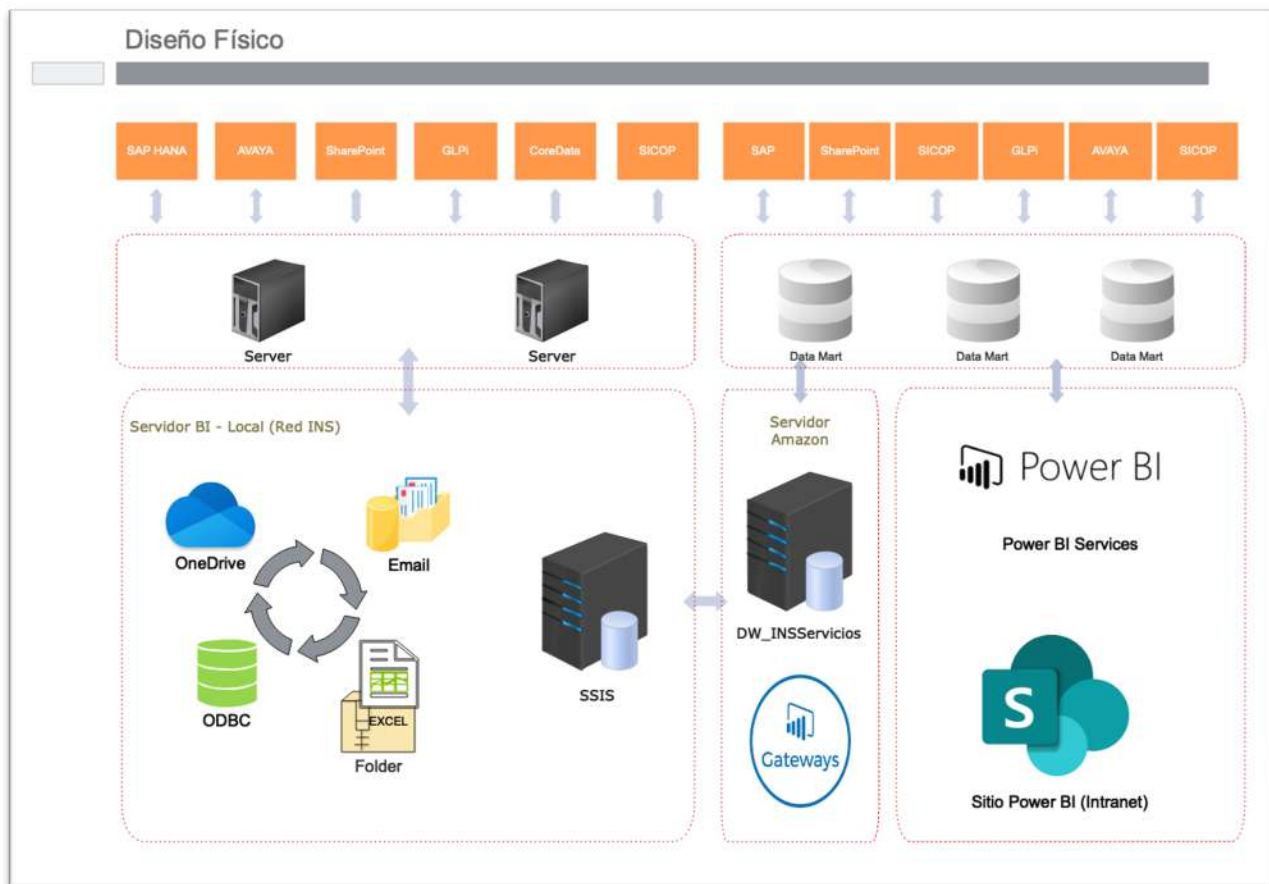 Diseño Físico
SAP HANA
AVAYA
SharePoint
GLPi
CoreData
SICOP
SAP
SharePoint
SICOP
GLPi
AVAYA
SICOP
Server
Server
Data Mart
Data Mart
Data Mart
Servidor BI - Local (Red INS)
OneDrive
Email
ODBC
EXCEL
Folder
SSIS
Servidor
Amazon
DW_INSServicios
Gateways
Power BI
Power BI Services
S
Sitio Power BI (Intranet)